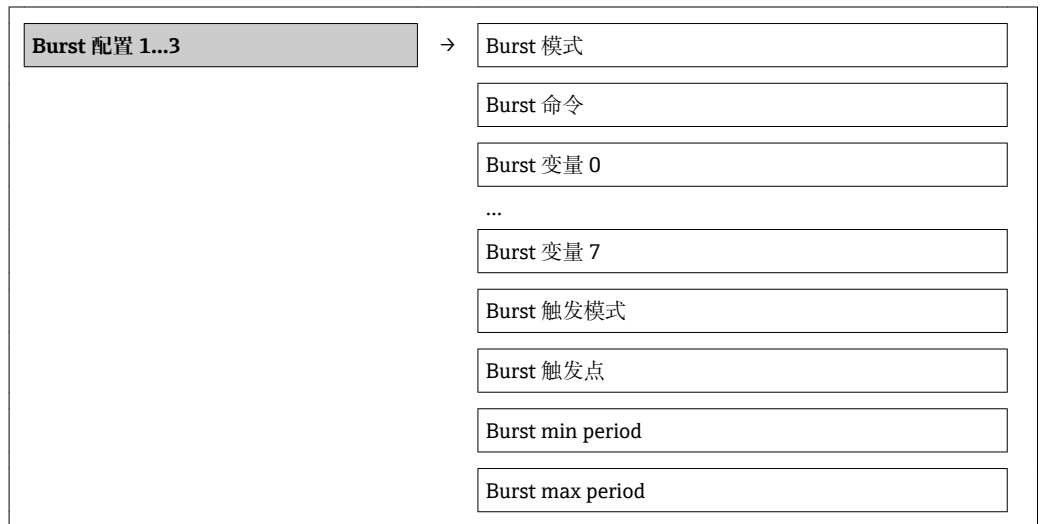 Burst 配置 1...3 → Burst 模式
Burst 命令
Burst 变量 0
...
Burst 变量 7
Burst 触发模式
Burst 触发点
Burst min period
Burst max period